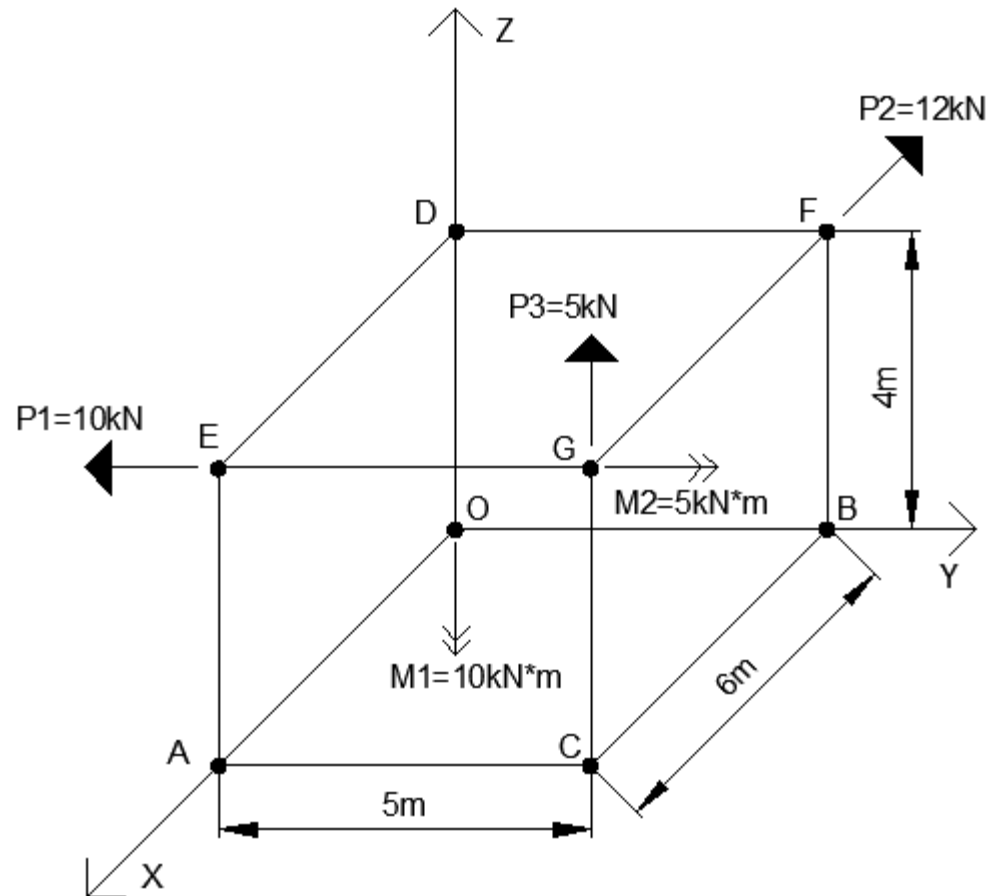 Z
P2=12kN
D
F
P3=5kN
4m
P1=10kN
E
G
M2=5kN*m
O
B
Y
M1=10kN*m
6m
A
C
5m
X